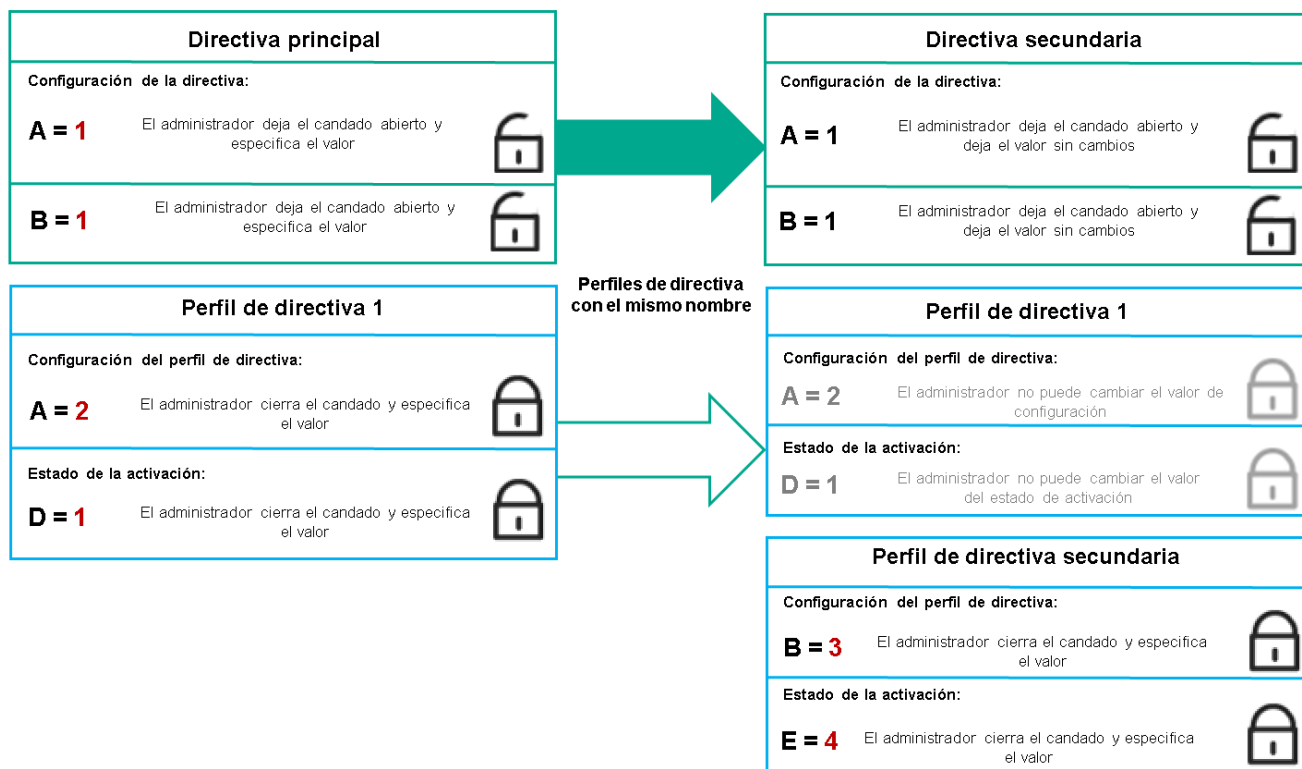 Directiva principal
Configuración de la directiva:
A = 1
El administrador deja el candado abierto y
especifica el valor
B = 1
El administrador deja el candado abierto y
especifica el valor
Directiva secundaria
Configuración de la directiva:
A = 1
El administrador deja el candado abierto y
deja el valor sin cambios
B = 1
El administrador deja el candado abierto y
deja el valor sin cambios
Perfiles de directiva
con el mismo nombre
Perfil de directiva 1
Configuración del perfil de directiva:
A = 2
El administrador cierra el candado y especifica
el valor
Estado de la activación:
D = 1
El administrador cierra el candado y especifica
el valor
Perfil de directiva 1
Configuración del perfil de directiva:
A = 2
El administrador no puede cambiar el valor de
configuración
Estado de la activación:
D = 1
El administrador no puede cambiar el valor
del estado de activación
Perfil de directiva secundaria
Configuración del perfil de directiva:
B = 3
El administrador cierra el candado y especifica
el valor
Estado de la activación:
E = 4
El administrador cierra el candado y especifica
el valor